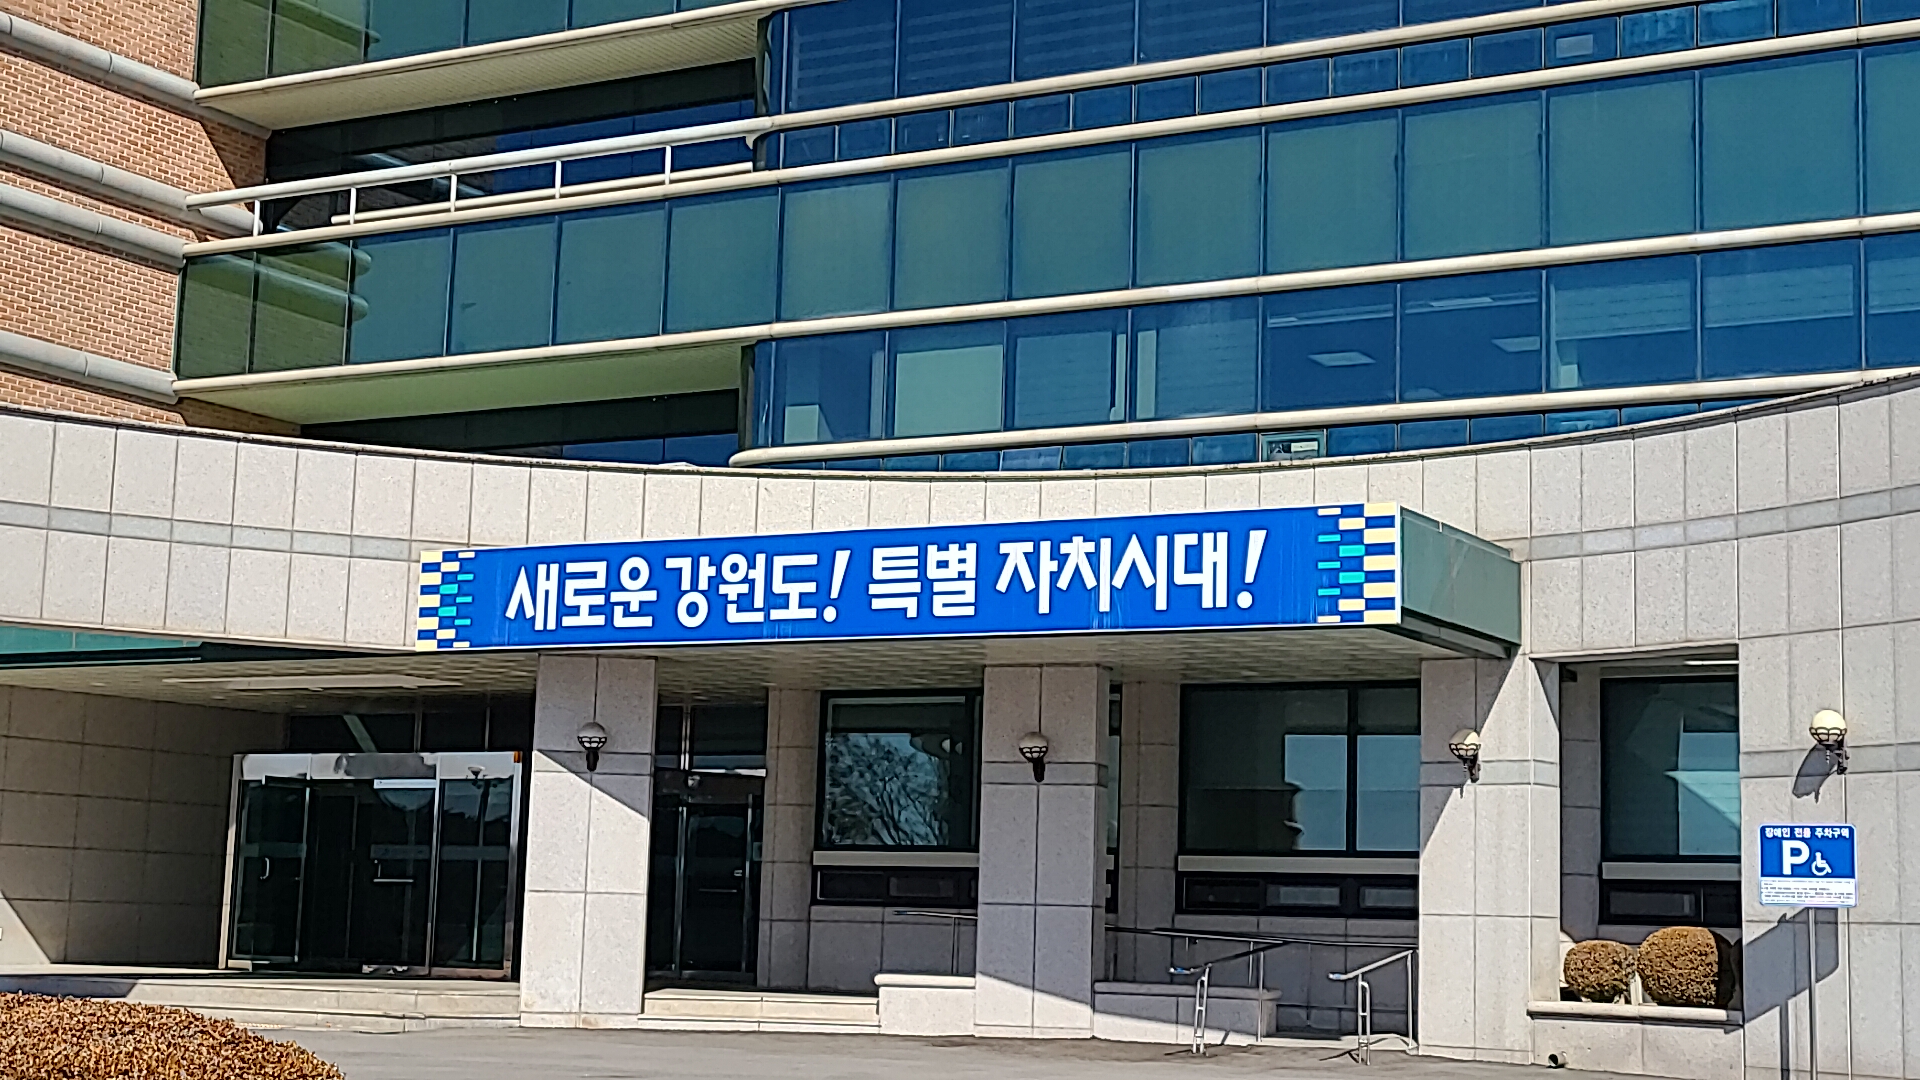 새로운 강원도! 특별 자치시대!
장애인 전용 주차구역
P